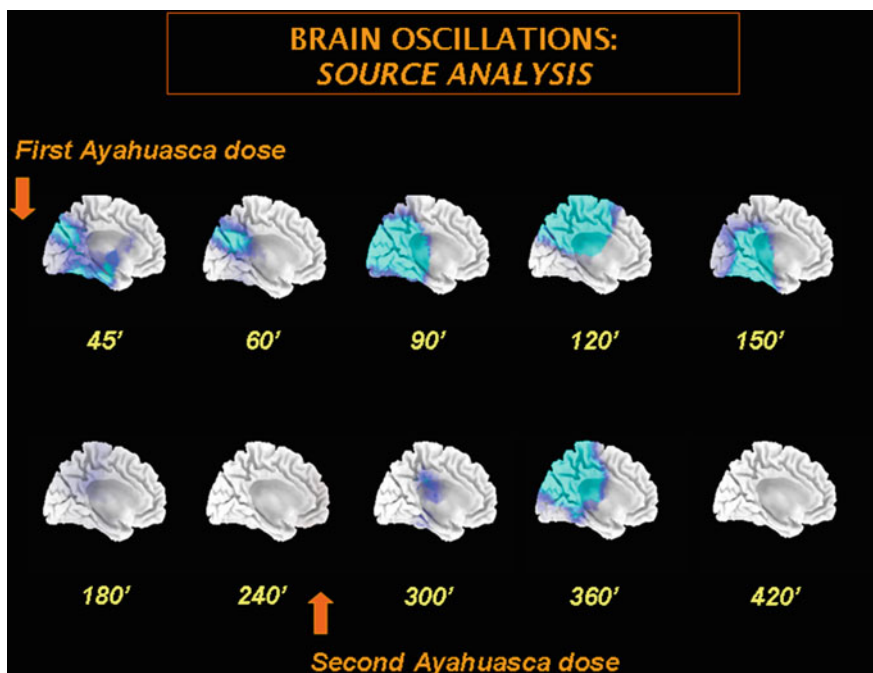 BRAIN OSCILLATIONS:
SOURCE ANALYSIS
First Ayahuasca dose
45’ 60’ 90’ 120’ 150’
180’ 240’ 300’ 360’ 420’
Second Ayahuasca dose